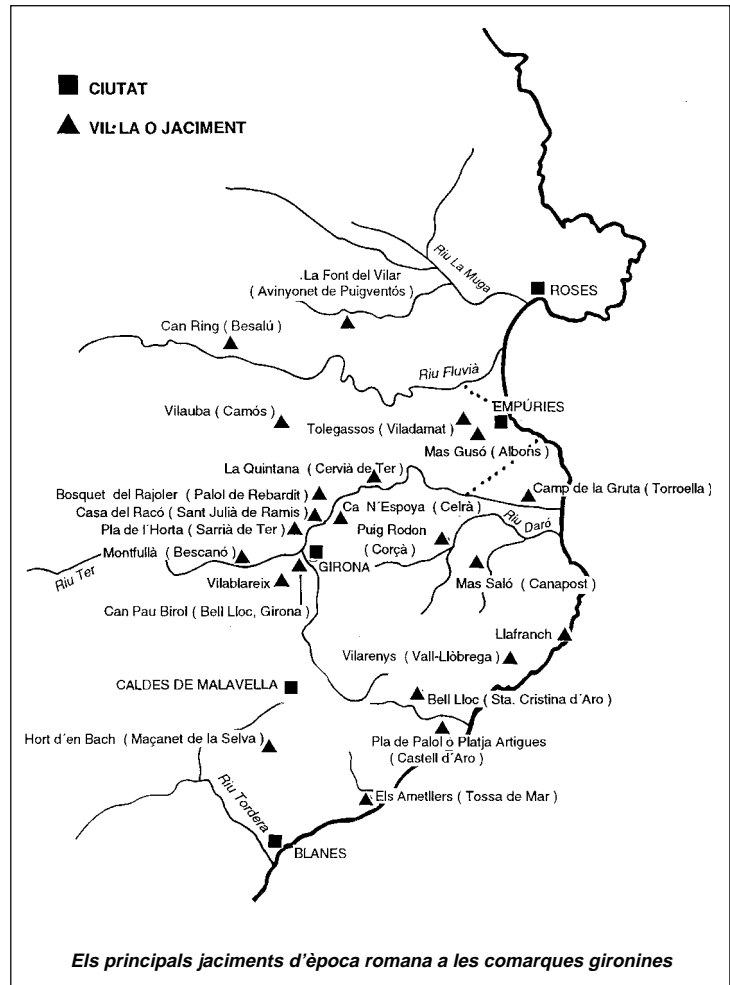 CIUTAT
VIL·LA O JACIMENT
Riu La Muga
La Font del Vilar
( Avinyonet de Puigventós )
ROSES
Can Ring ( Besalú )
Riu Fluvià
EMPÚRIES
Vilauba ( Camós )
Tolegassos ( Viladamat )
Mas Gusó ( Albons )
La Quintana ( Cervià de Ter )
Camp de la Gruta ( Torroella )
Bosquet del Rajoler ( Palol de Rebardit )
Casa del Racó ( Sant Julià de Ramis )
Ca N´Espoya ( Celrà )
Pla de l´Horta ( Sarrià de Ter )
Puig Rodon
( Corçà )
Riu Daró
Montfullà ( Bescanó )
GIRONA
Riu Ter
Vilablareix
Mas Saló ( Canapost )
Can Pau Birol ( Bell Lloc, Girona )
Llafranch
Vilarenys ( Vall-Llòbrega )
CALDES DE MALAVELLA
Bell Lloc ( Sta. Cristina d´Aro )
Hort d´en Bach ( Maçanet de la Selva )
Pla de Palol o Platja Artigues
( Castell d´Aro )
Els Ametllers ( Tossa de Mar )
Riu Tordera
BLANES
Els principals jaciments d'època romana a les comarques gironines